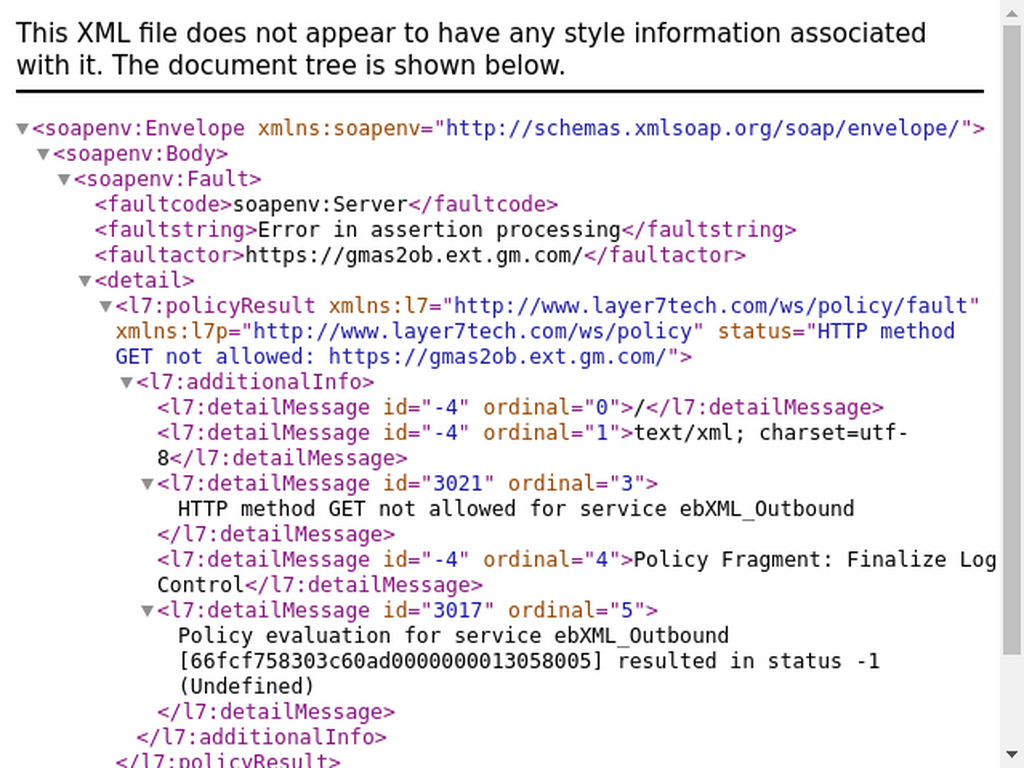 This XML file does not appear to have any style information associated
with it. The document tree is shown below.
▼<soapenv:Envelope xmlns:soapenv="http://schemas.xmlsoap.org/soap/envelope/">
▼<soapenv:Body>
▼<soapenv:Fault>
<faultcode>soapenv:Server</faultcode>
<faultstring>Error in assertion processing</faultstring>
<faultactor>https://gmas2ob.ext.gm.com/</faultactor>
▼<detail>
▼<l7:policyResult xmlns:l7="http://www.layer7tech.com/ws/policy/fault"
xmlns:l7p="http://www.layer7tech.com/ws/policy" status="HTTP method
GET not allowed: https://gmas2ob.ext.gm.com/">
▼<l7:additionalInfo>
<l7:detailMessage id="-4" ordinal="0">/</l7:detailMessage>
<l7:detailMessage id="-4" ordinal="1">text/xml; charset=utf-
8</l7:detailMessage>
▼<l7:detailMessage id="3021" ordinal="3">
HTTP method GET not allowed for service ebXML_Outbound
</l7:detailMessage>
<l7:detailMessage id="-4" ordinal="4">Policy Fragment: Finalize Log
Control</l7:detailMessage>
▼<l7:detailMessage id="3017" ordinal="5">
Policy evaluation for service ebXML_Outbound
[66fcf758303c60ad0000000013058005] resulted in status -1
(Undefined)
</l7:detailMessage>
</l7:additionalInfo>
</l7:policyResult>